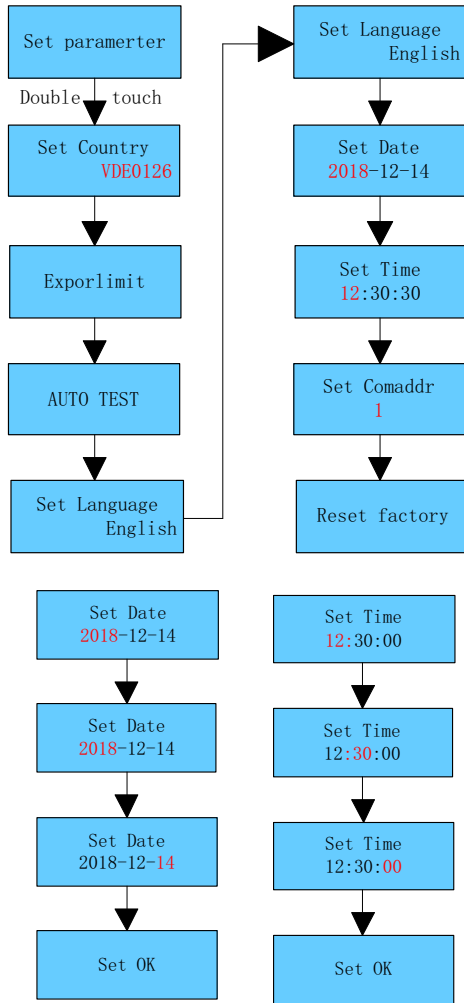 Set paramerter
Double touch
Set Country
VDE0126
Exporlimit
AUTO TEST
Set Language
English
Set Language
English
Set Date
2018-12-14
Set Time
12:30:30
Set Comaddr
1
Reset factory
Set Date
2018-12-14
Set Date
2018-12-14
Set Date
2018-12-14
Set OK
Set Time
12:30:00
Set Time
12:30:00
Set Time
12:30:00
Set OK